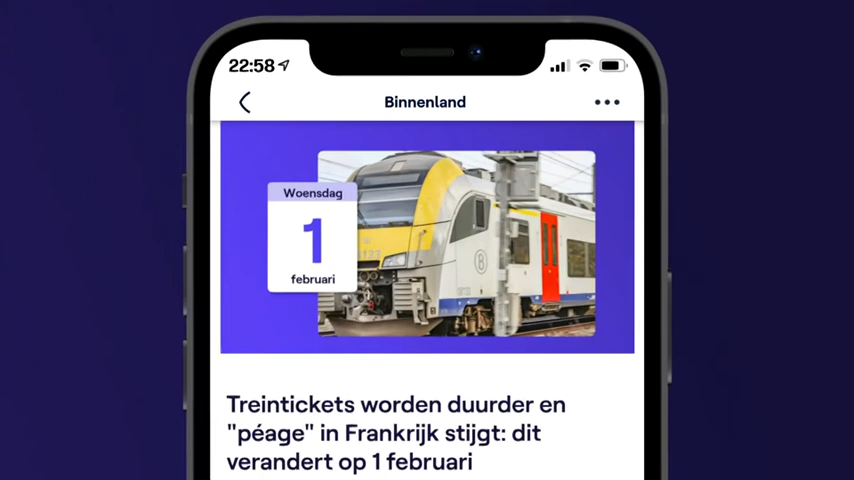 22:58
Binnenland
Woensdag
1
februari
B
Treintickets worden duurder en
"péage" in Frankrijk stijgt: dit
verandert op 1 februari